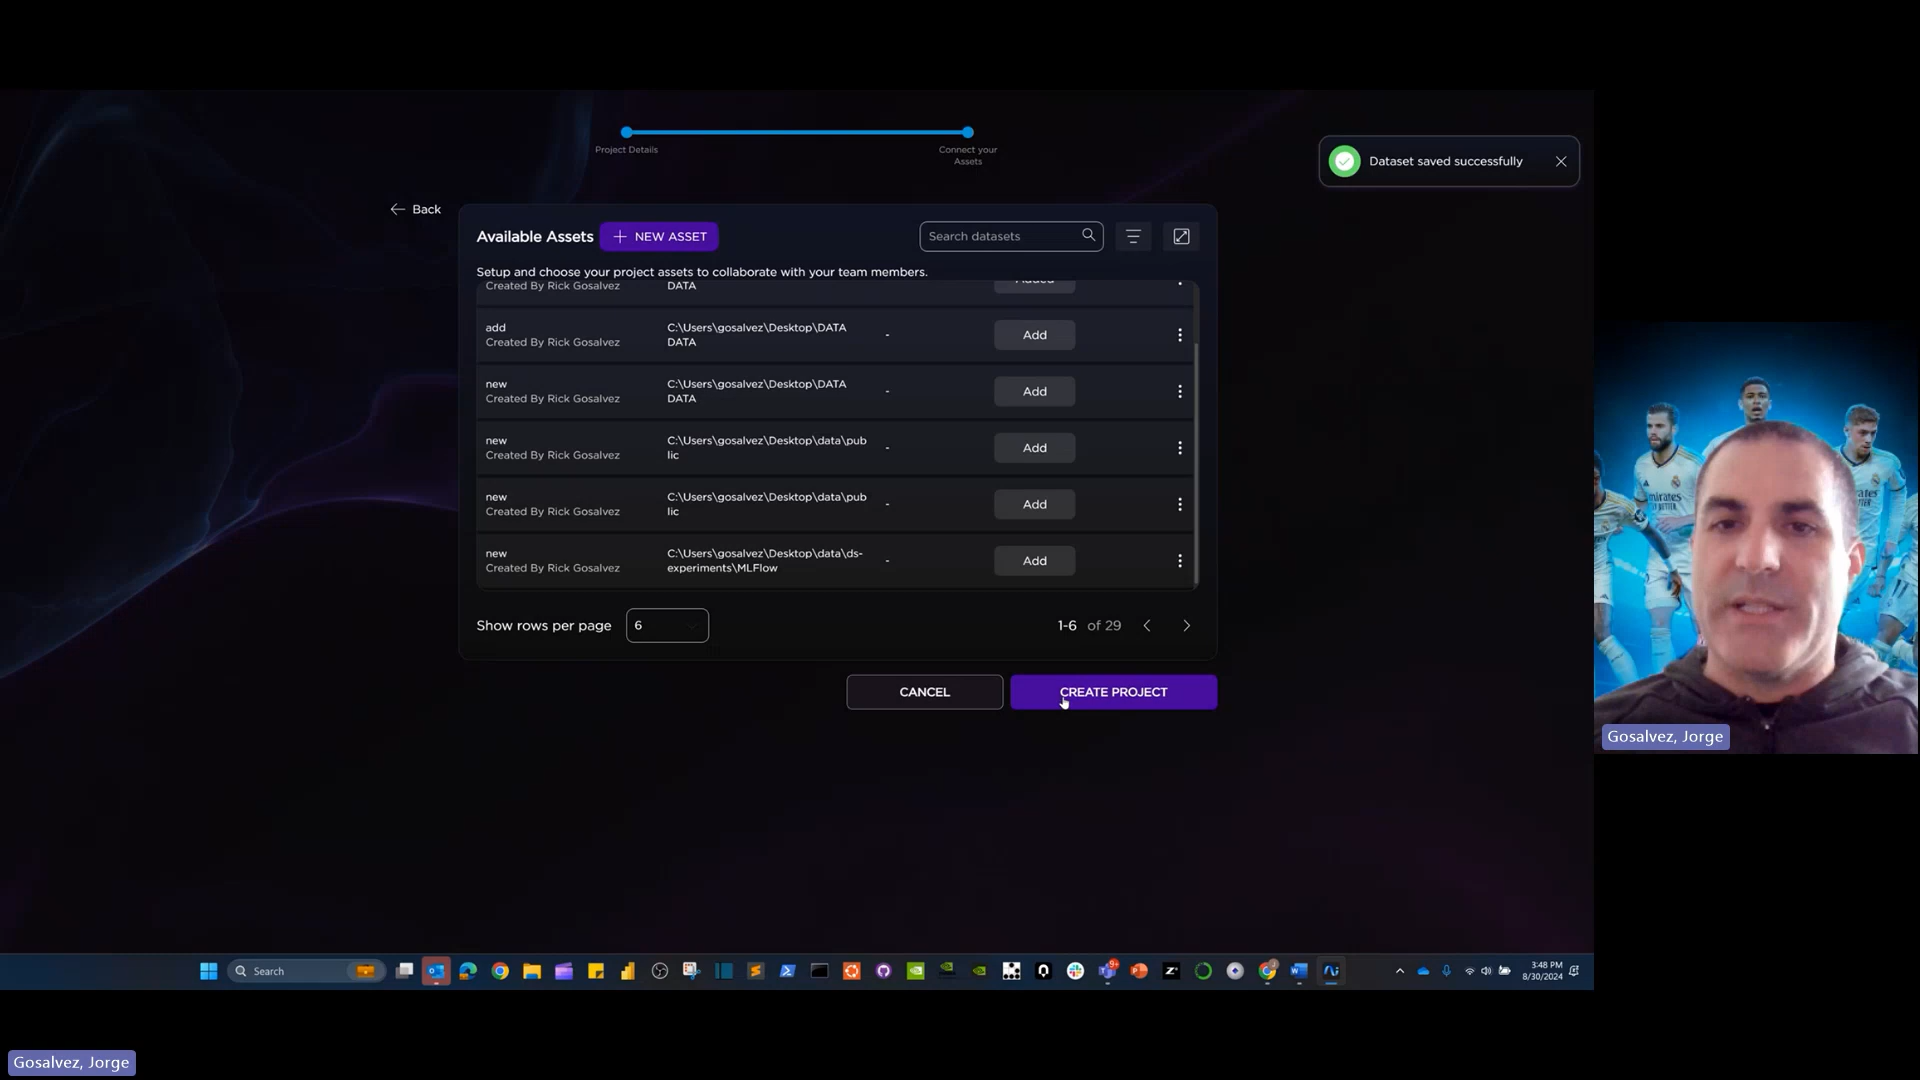 Project Details
Connect your
Assets
Dataset saved successfully
Back
Available Assets
NEW ASSET
Search datasets
Setup and choose your project assets to collaborate with your team members.
Created By Rick Gosalvez
DATA
Added
add
Created By Rick Gosalvez
C:\Users\gosalvez\Desktop\DATA
DATA
-
Add
new
Created By Rick Gosalvez
C:\Users\gosalvez\Desktop\DATA
DATA
-
Add
new
Created By Rick Gosalvez
C:\Users\gosalvez\Desktop\data\pub
lic
-
Add
new
Created By Rick Gosalvez
C:\Users\gosalvez\Desktop\data\pub
lic
-
Add
new
Created By Rick Gosalvez
C:\Users\gosalvez\Desktop\data\ds-
experiments\MLFlow
-
Add
Show rows per page
6
1-6 of 29
CANCEL
CREATE PROJECT
Gosalvez, Jorge
Search
3:48 PM
8/30/2024
Gosalvez, Jorge